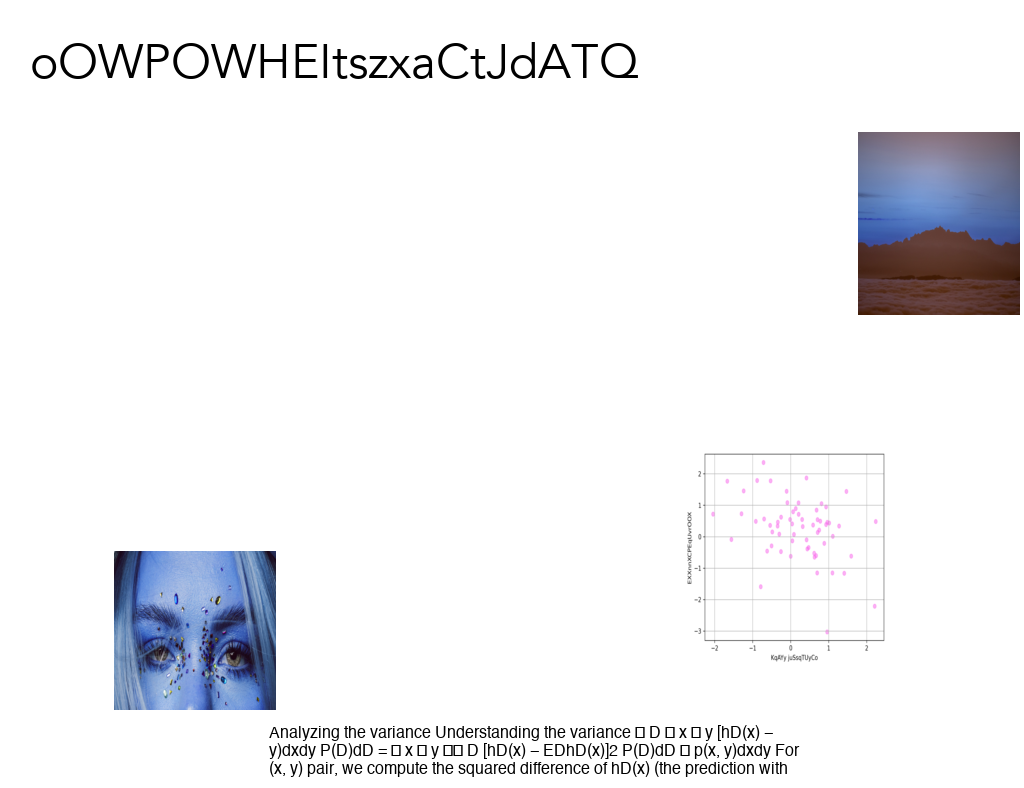 oOWPOWHEItszxaCtJdATQ
2
1
0
−1
−2
−3
−2
−1
0
1
2
KqAYy juSsqTUyCo
Analyzing the variance Understanding the variance □ D □ x □ y [hD(x) –
y)dxdy P(D)dD = □ x □ y □□ D [hD(x) – EDhD(x)]2 P(D)dD □ p(x, y)dxdy For
(x, y) pair, we compute the squared difference of hD(x) (the prediction with